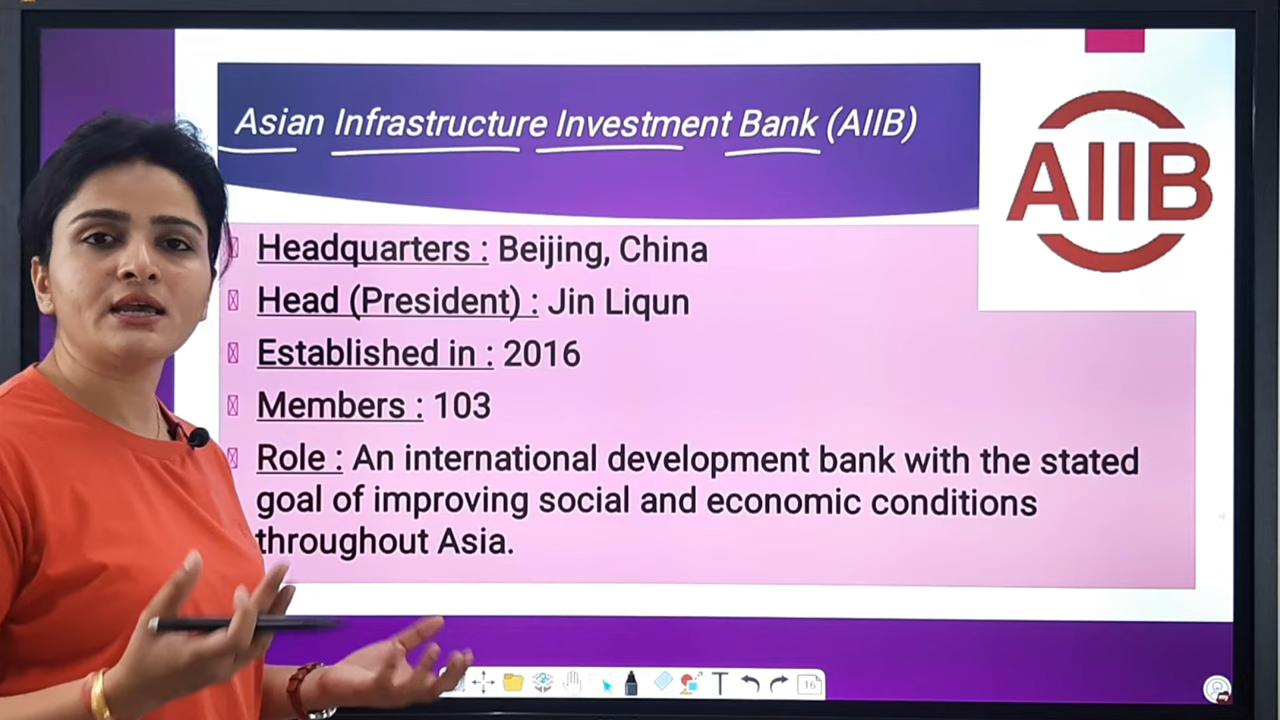 Asian Infrastructure Investment Bank (AIIB)
AIIB
Headquarters : Beijing, China
Head (President) : Jin Liqun
Established in : 2016
Members : 103
Role : An international development bank with the stated
goal of improving social and economic conditions
throughout Asia.
T
16